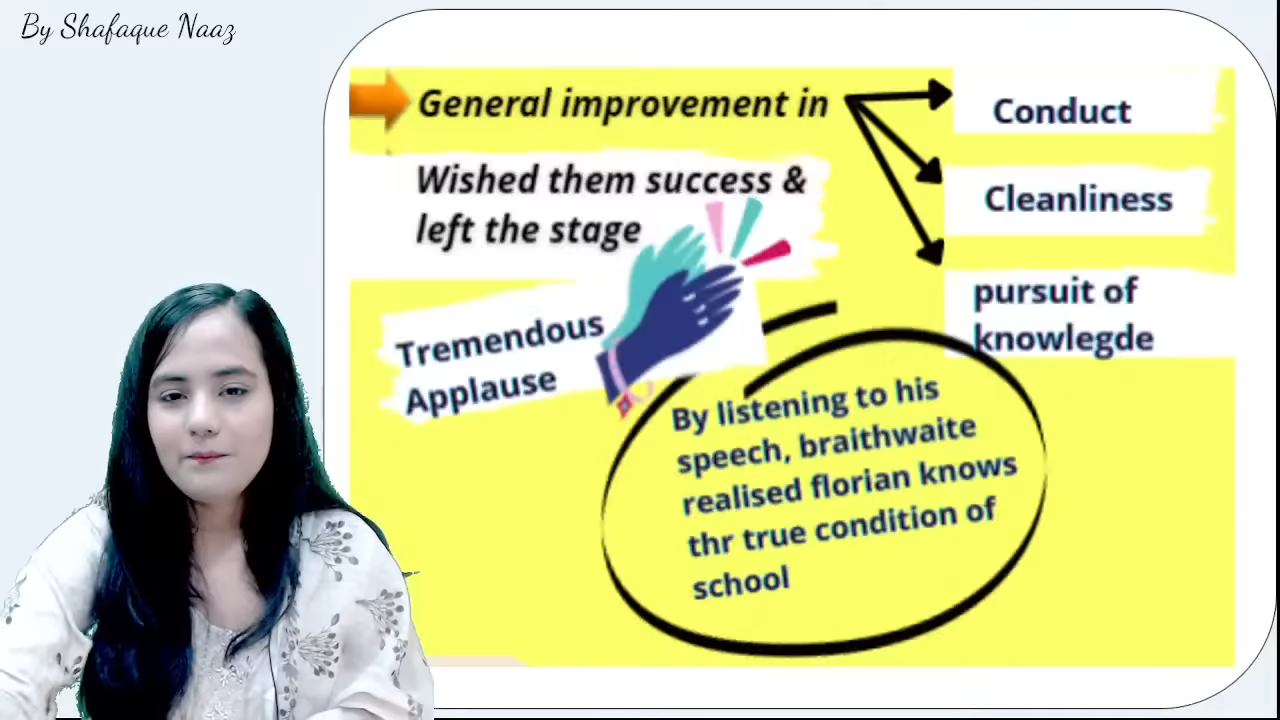 By Shafaque Naaz
General improvement in
Conduct
Cleanliness
pursuit of
knowlegde
Wished them success &
left the stage
Tremendous
Applause
By listening to his
speech, braithwaite
realised florian knows
thr true condition of
school